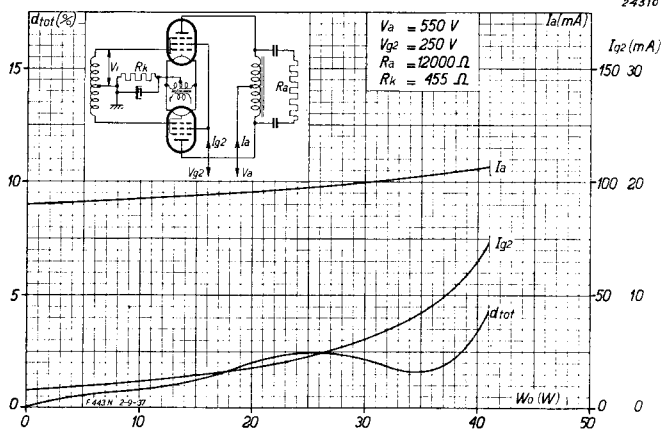 24310
dtot (%)
Ia (mA)
Va = 550 V
Vg2 = 250 V
Ra = 12000 Ω
Rk = 455 Ω
Ig2 (mA)
15
150 30
Vi
Rk
Ra
Ig2
Ia
Vg2
Va
10
Ia
100 20
Ig2
5
50 10
dtot
F 443N 2-9-37
Wo (W)
0
0 0
0 10 20 30 40 50